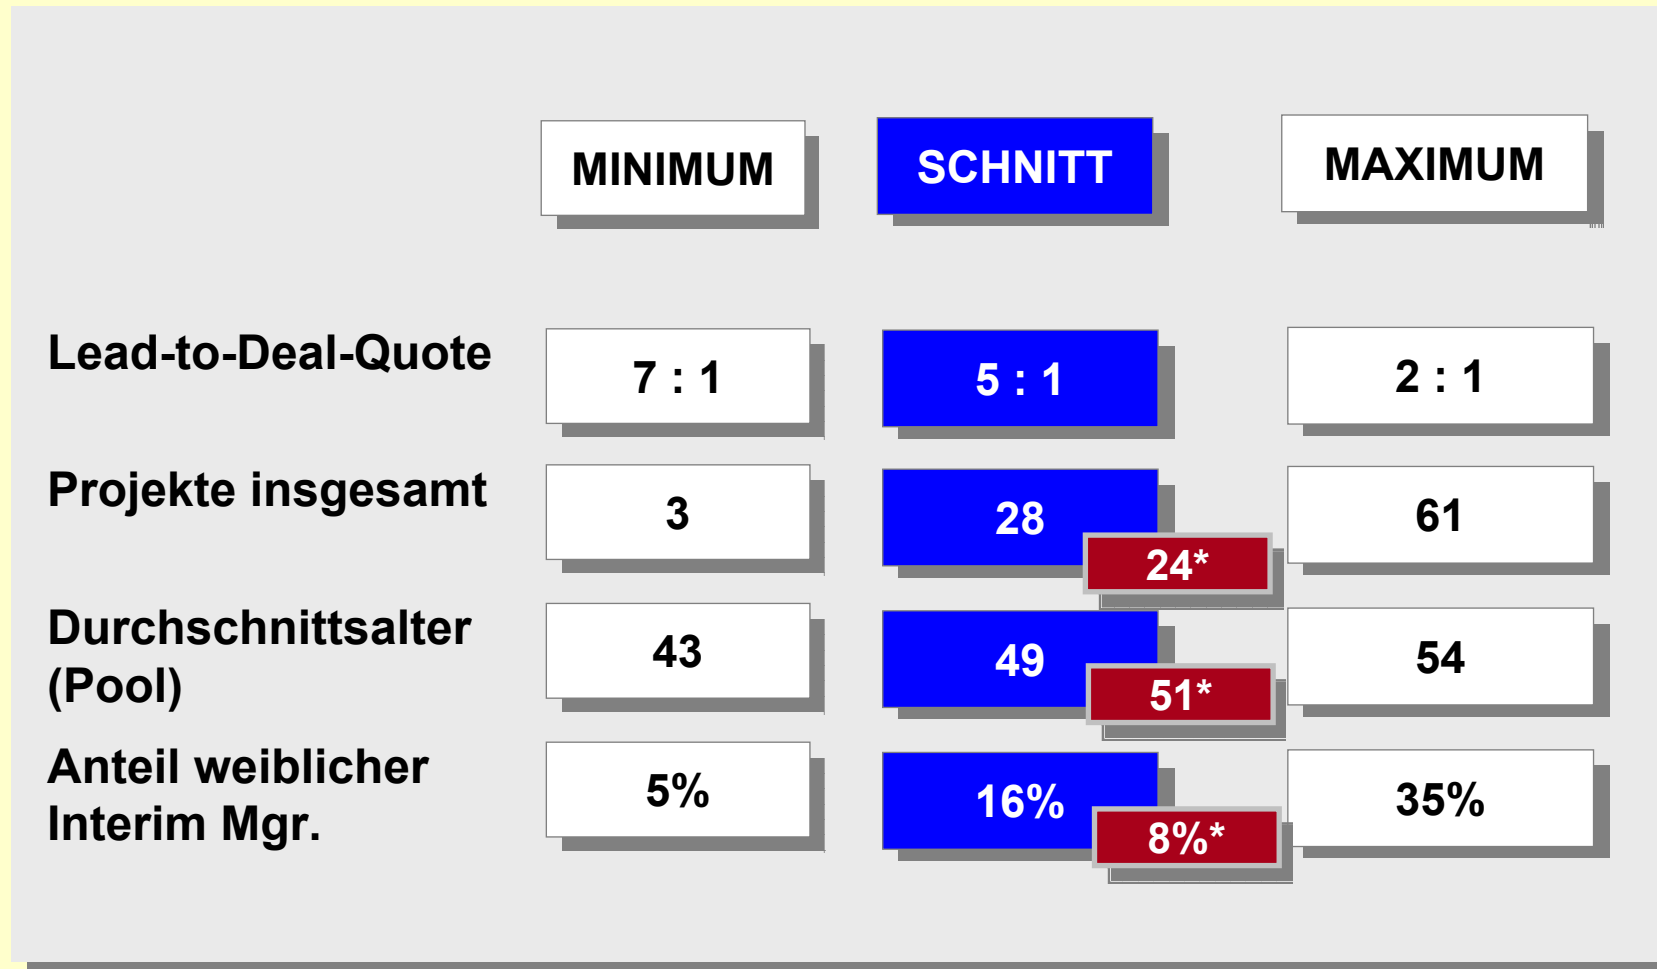 MINIMUM SCHNITT MAXIMUM
Lead-to-Deal-Quote 7 : 1 5 : 1 2 : 1
Projekte insgesamt 3 28 61
24*
Durchschnittsalter
(Pool) 43 49 54
51*
Anteil weiblicher
Interim Mgr. 5% 16% 35%
8%*